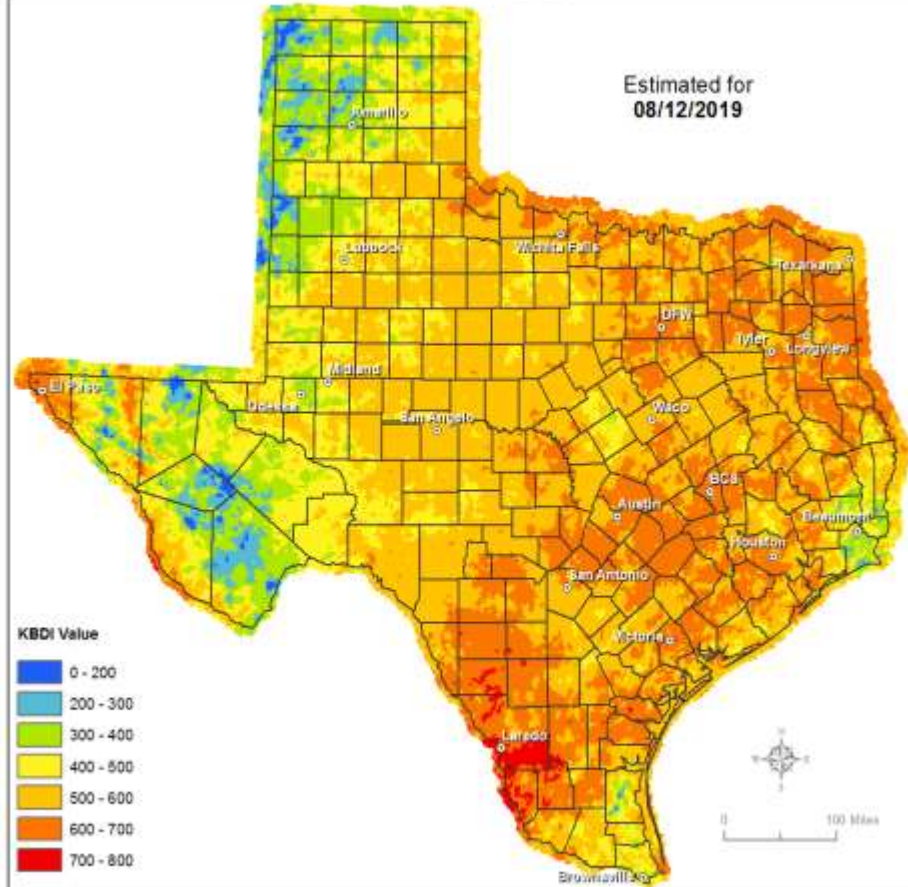 Estimated for
08/12/2019
Amarillo
Lubbock
Wichita Falls
Texarkana
DFW
Tyler
Longview
Midland
El Paso
Odessa
San Angelo
Waco
BCS
Austin
Beaumont
Houston
San Antonio
Victoria
Laredo
Brownsville
KBDI Value
0 - 200
200 - 300
300 - 400
400 - 500
500 - 600
600 - 700
700 - 800
0 100 Miles